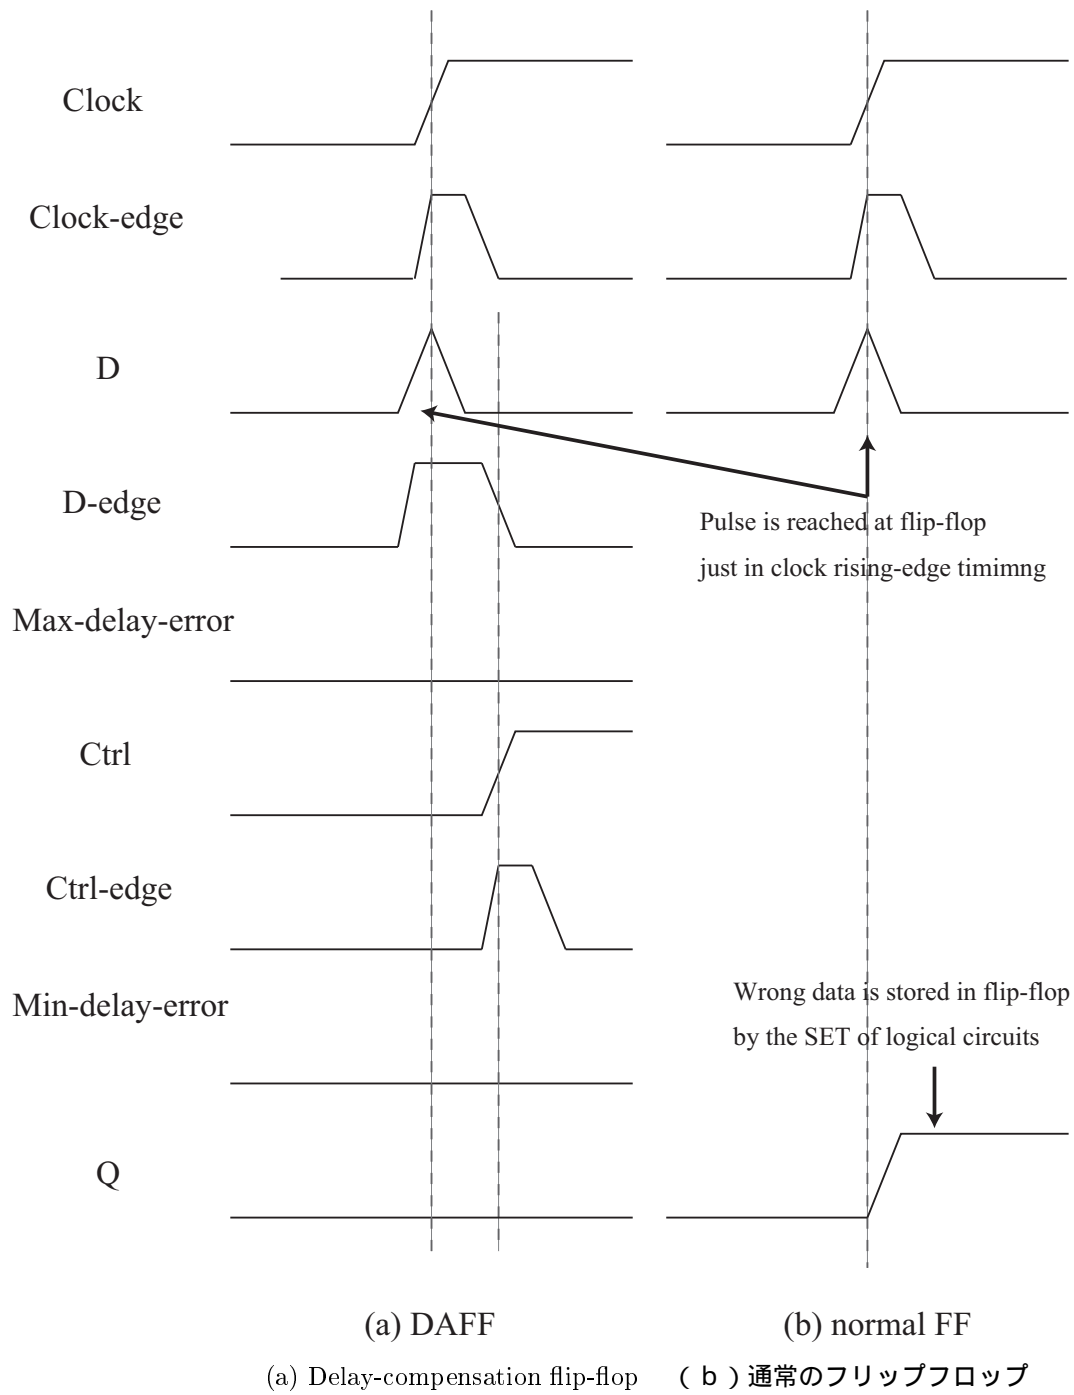 Clock
Clock-edge
D
D-edge
Pulse is reached at flip-flop
just in clock rising-edge timimng
Max-delay-error
Ctrl
Ctrl-edge
Min-delay-error
Wrong data is stored in flip-flop
by the SET of logical circuits
Q
(a) DAFF
(b) normal FF
(a) Delay-compensation flip-flop
（ｂ）通常のフリップフロップ